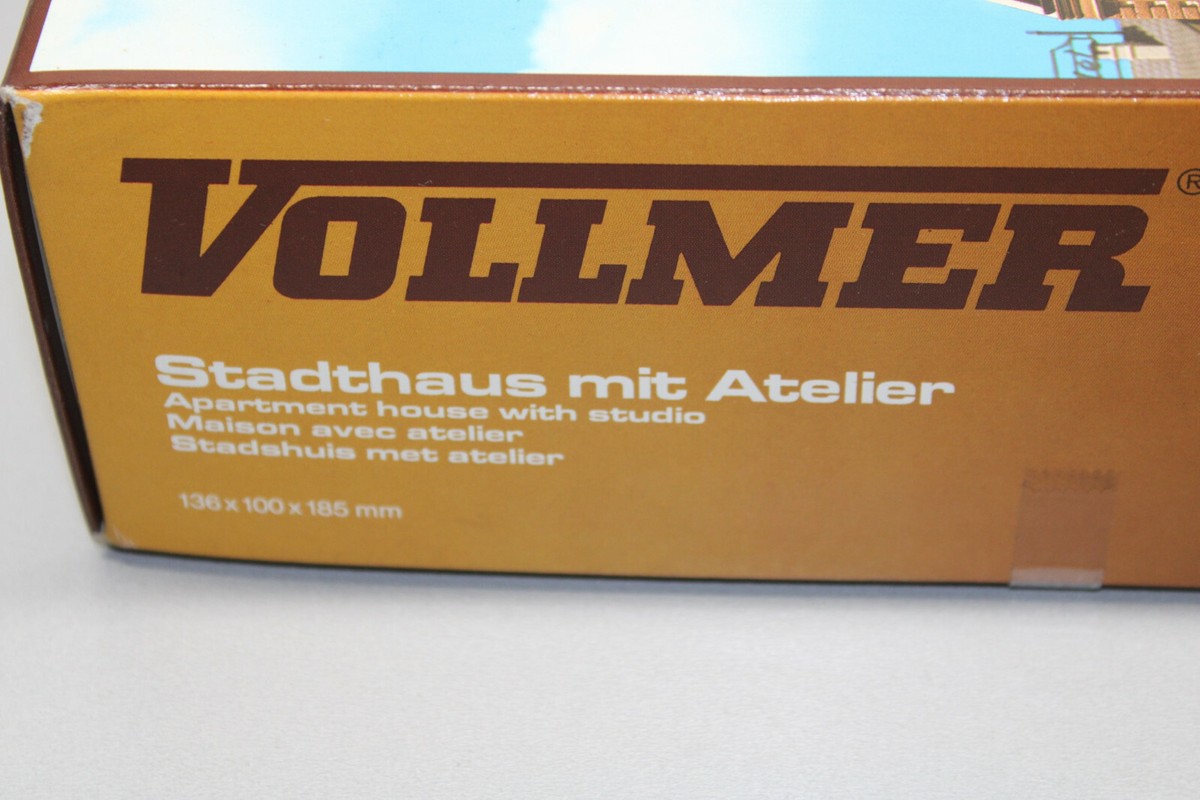 VOLLMER®
Stadthaus mit Atelier
Apartment house with studio
Maison avec atelier
Stadshuis met atelier
136 x 100 x 185 mm